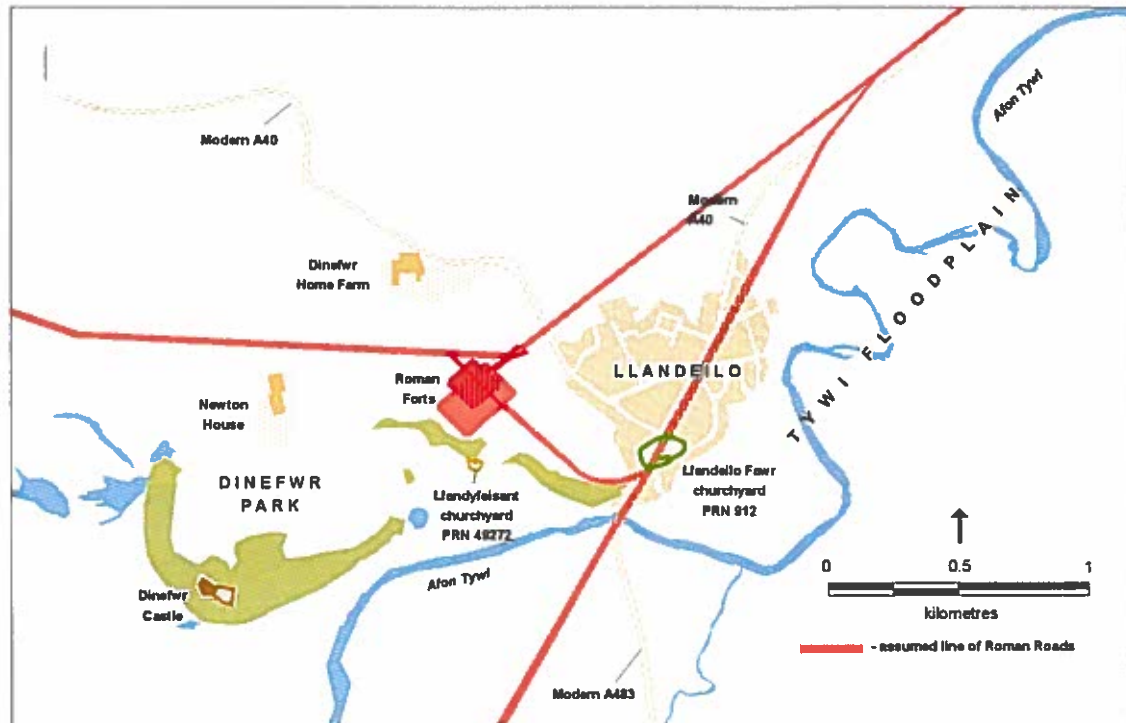 Afon Tywi
Modern A40
Modern
A40
TYWI FLOODPLAIN
Dinefwr
Home Farm
LLANDEILO
Roman
Forts
Newton
House
Llandeilo Fawr
churchyard
PRN 912
DINEFWR
PARK
Llandyfeisant
churchyard
PRN 49272
0 0.5 1
kilometres
Afon Tywi
Dinefwr
Castle
- assumed line of Roman Roads
Modern A483